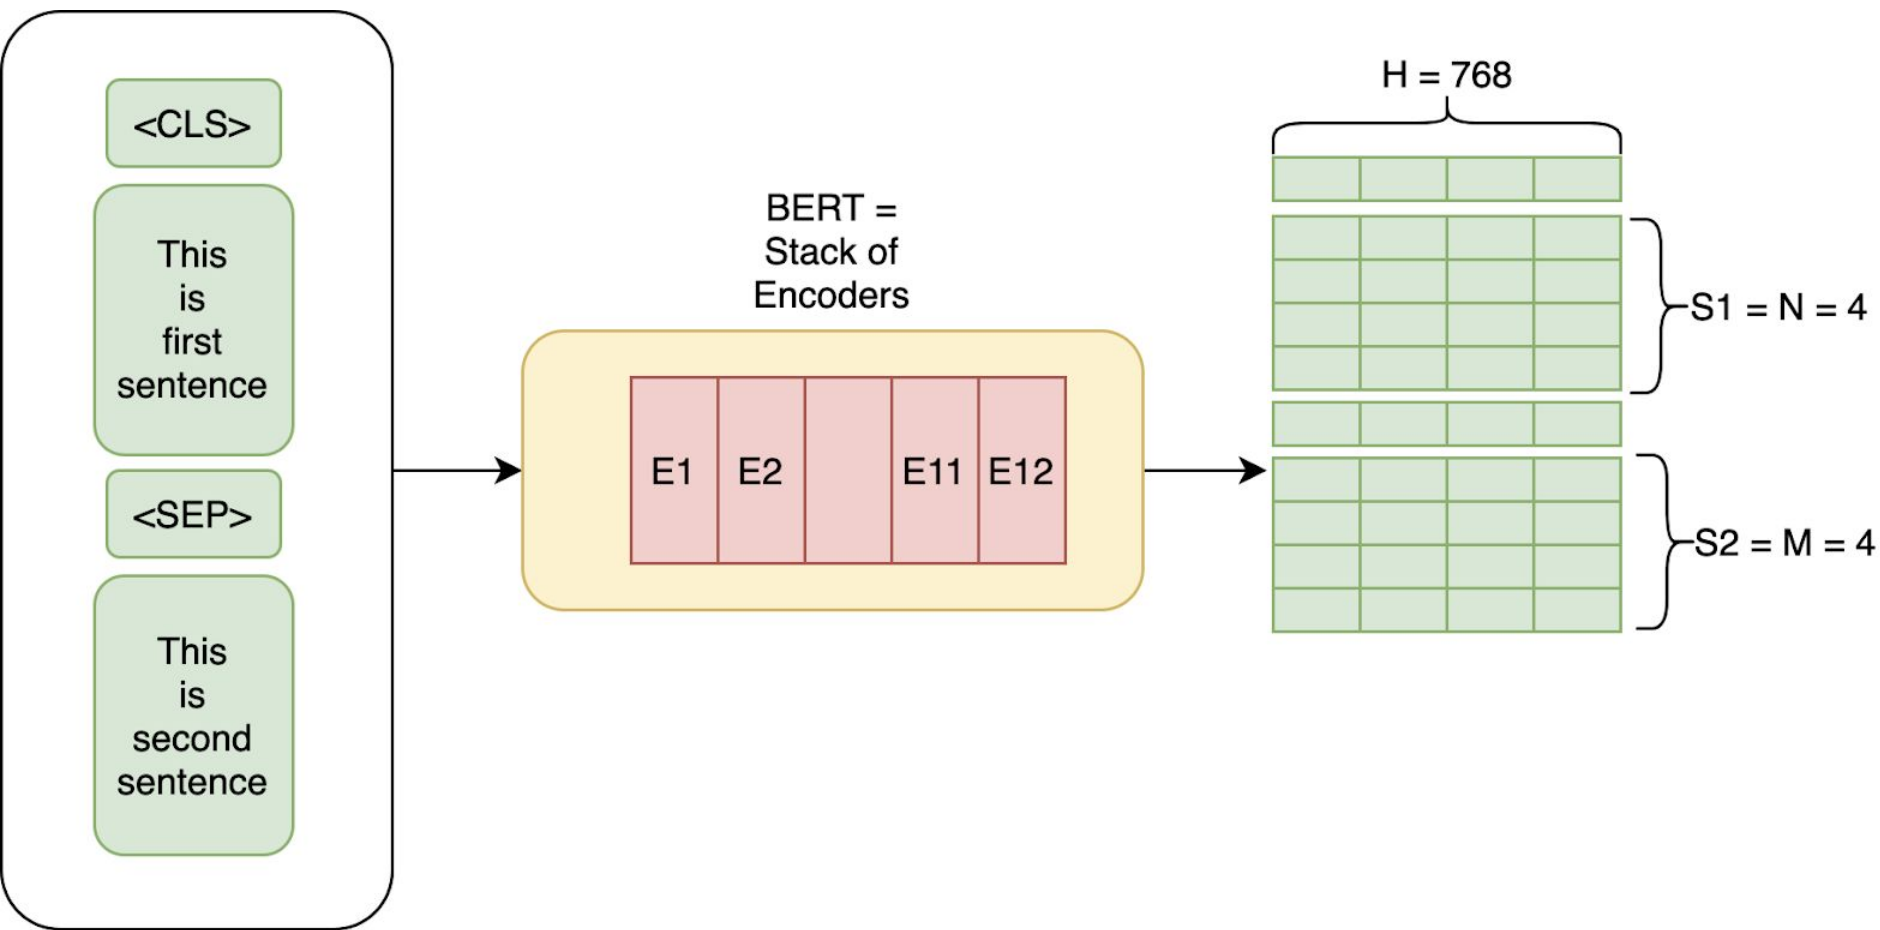 <CLS>
This
is
first
sentence
<SEP>
This
is
second
sentence
BERT =
Stack of
Encoders
E1 E2 E11 E12
H = 768
S1 = N = 4
S2 = M = 4